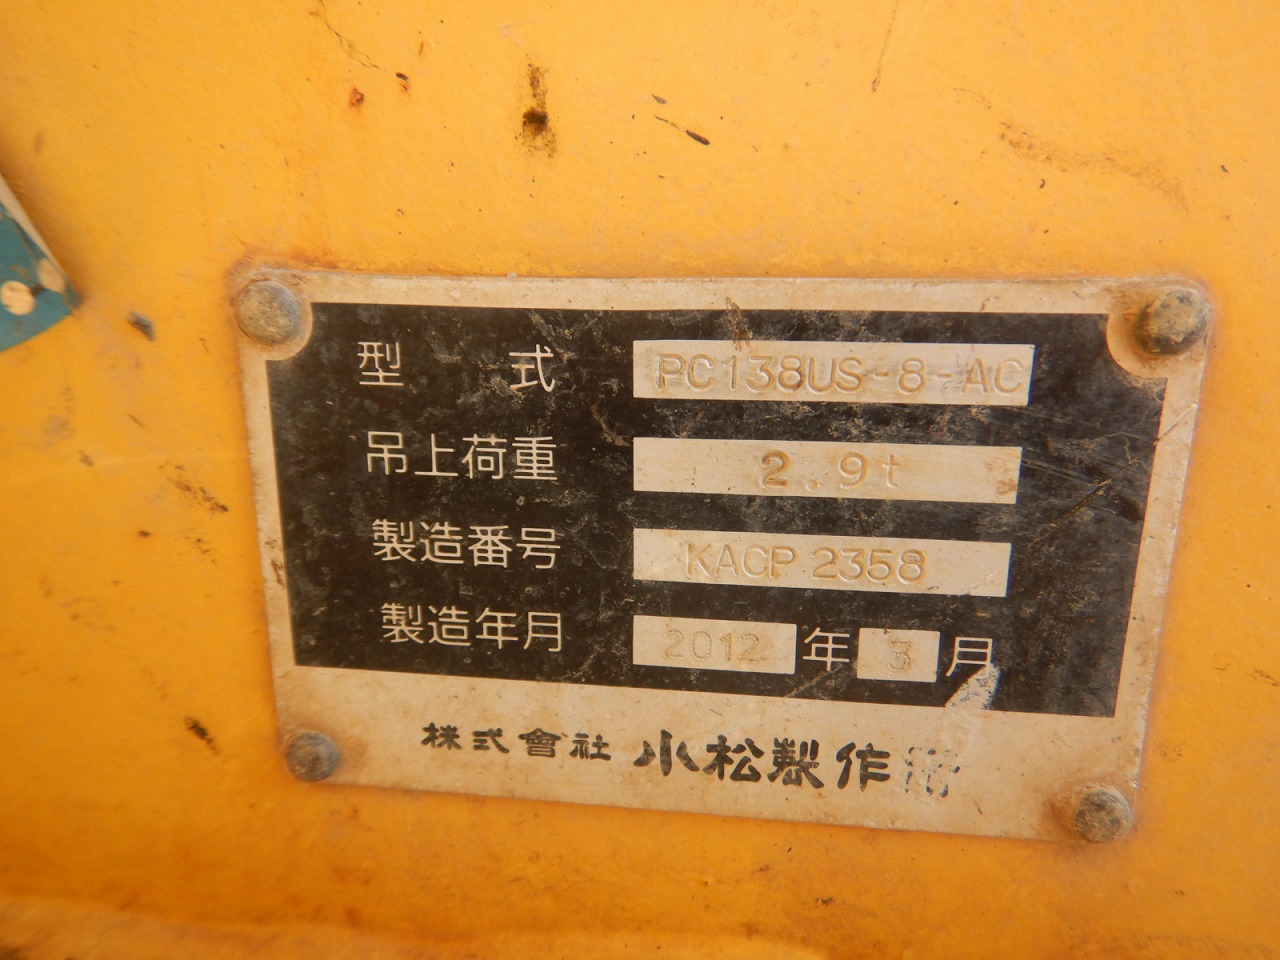 型式 PC138US-8-AC
吊上荷重 2.9t
製造番号 KACP 2358
製造年月 2012 年 3 月
株式會社 小松製作所